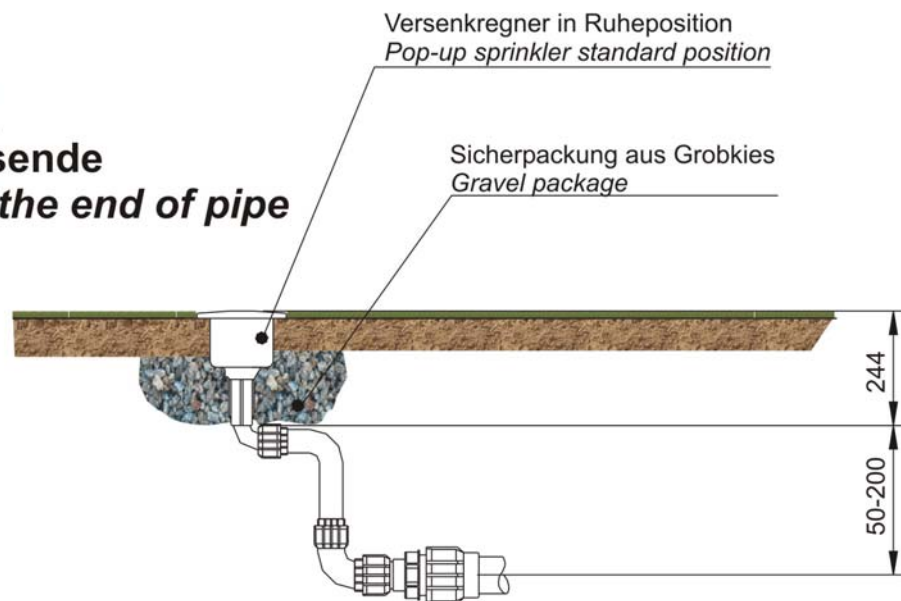 Versenkregner in Ruheposition
Pop-up sprinkler standard position
sende
the end of pipe
Sicherpackung aus Grobkies
Gravel package
244
50-200